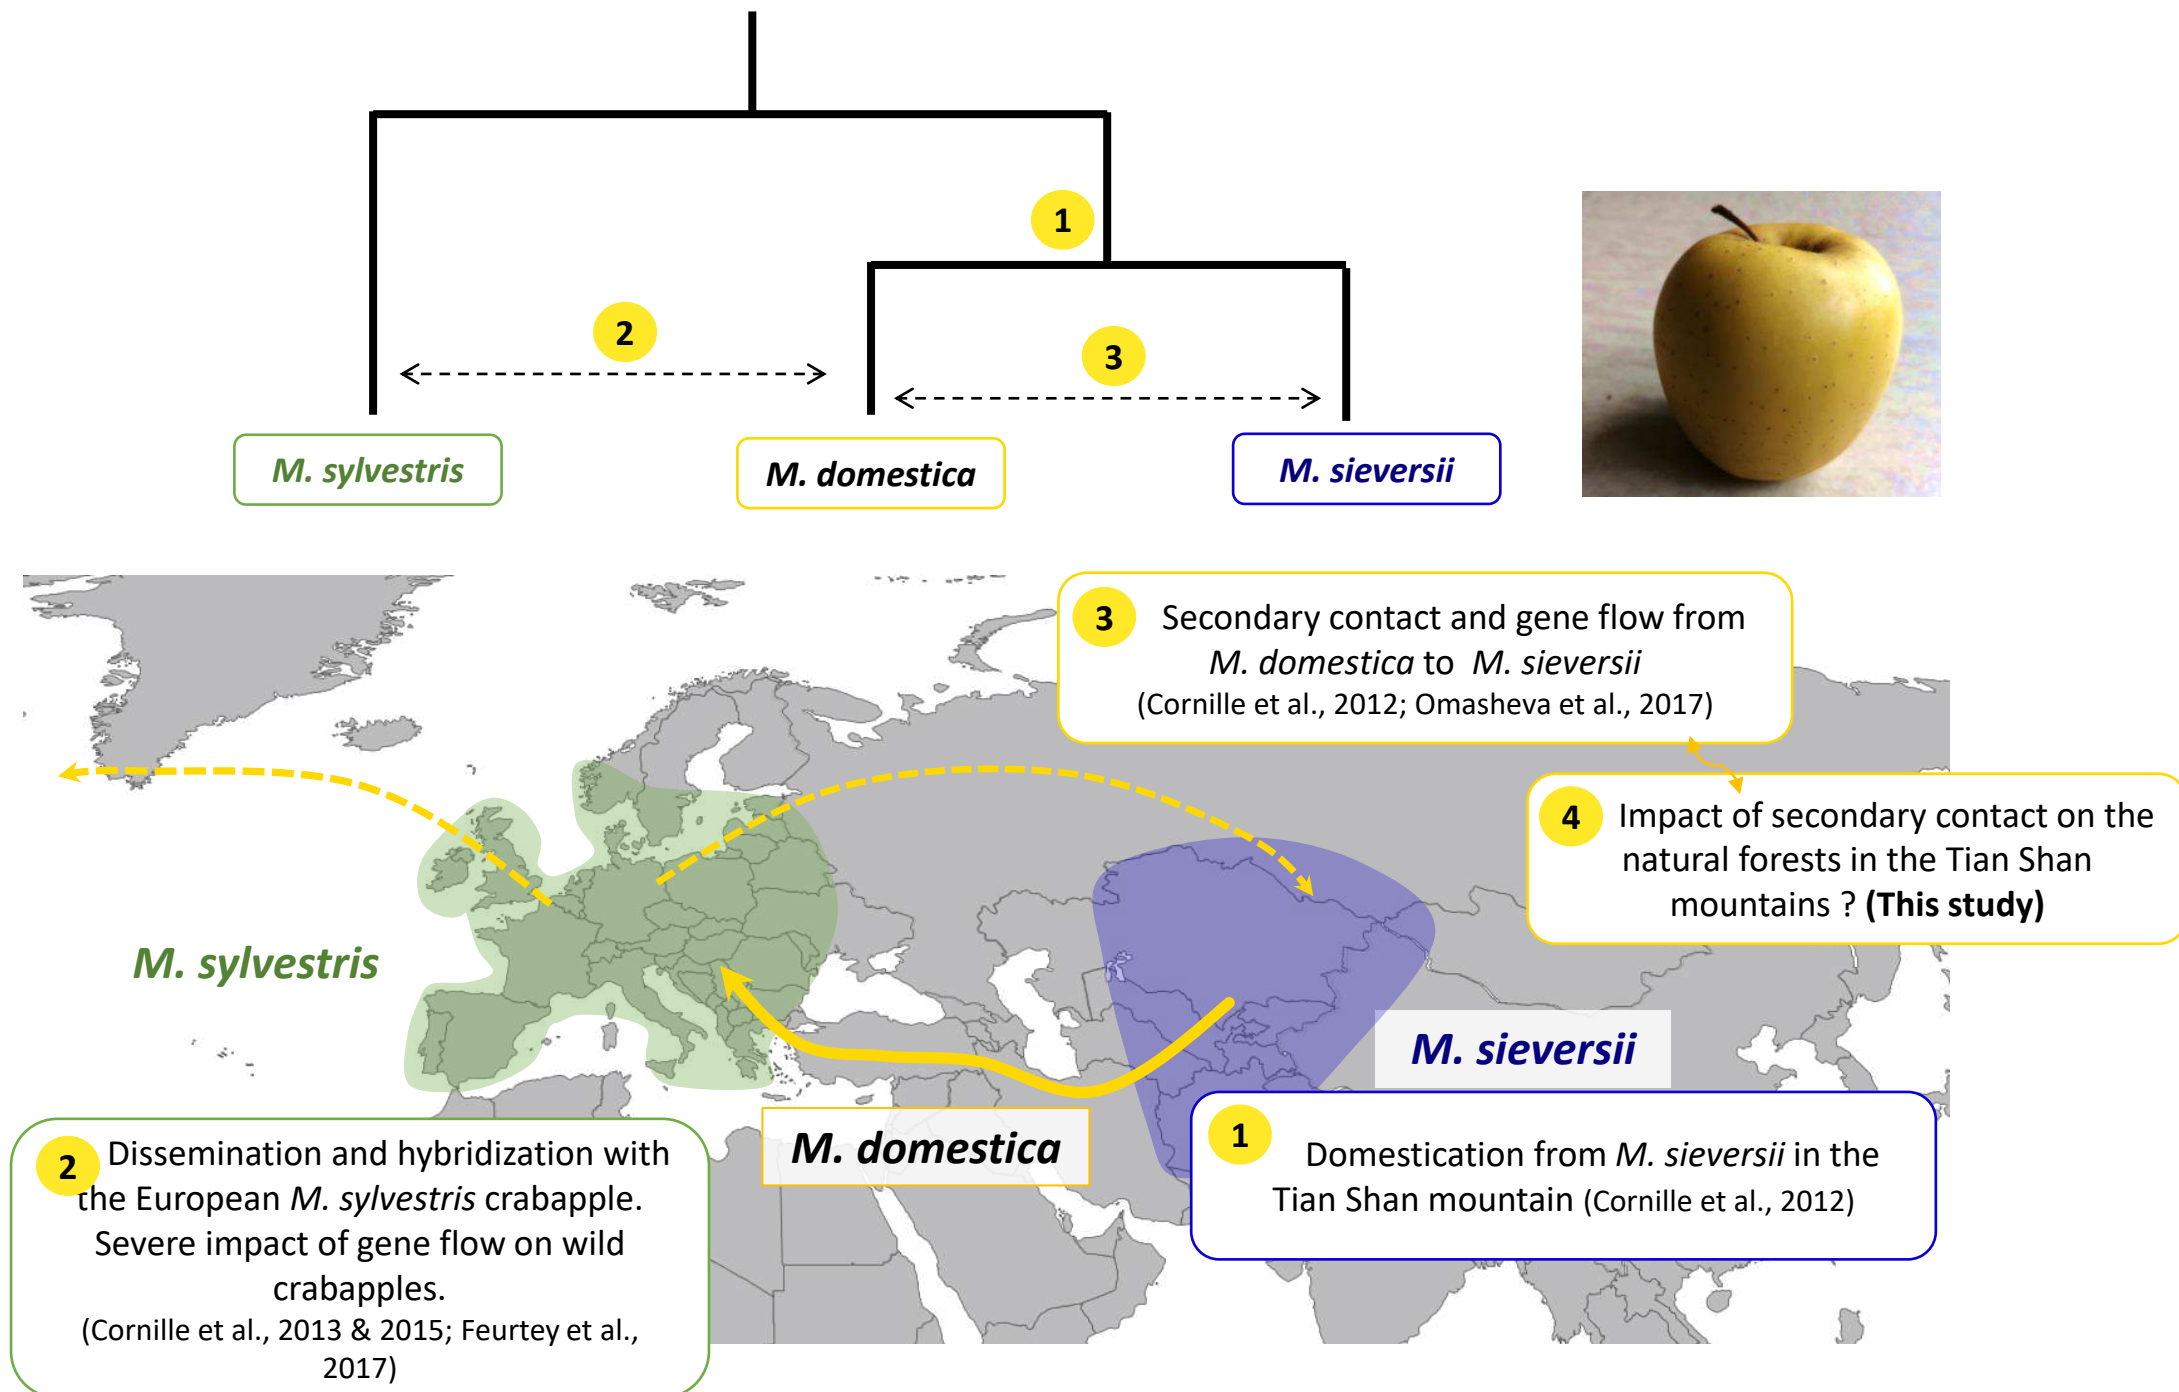 1
2
3
M. sylvestris
M. domestica
M. sieversii
3
Secondary contact and gene flow from
M. domestica to M. sieversii
(Cornille et al., 2012; Omasheva et al., 2017)
4
Impact of secondary contact on the
natural forests in the Tian Shan
mountains ? (This study)
M. sylvestris
M. sieversii
M. domestica
1
Domestication from M. sieversii in the
Tian Shan mountain (Cornille et al., 2012)
2
Dissemination and hybridization with
the European M. sylvestris crabapple.
Severe impact of gene flow on wild
crabapples.
(Cornille et al., 2013 & 2015; Feurtey et al.,
2017)